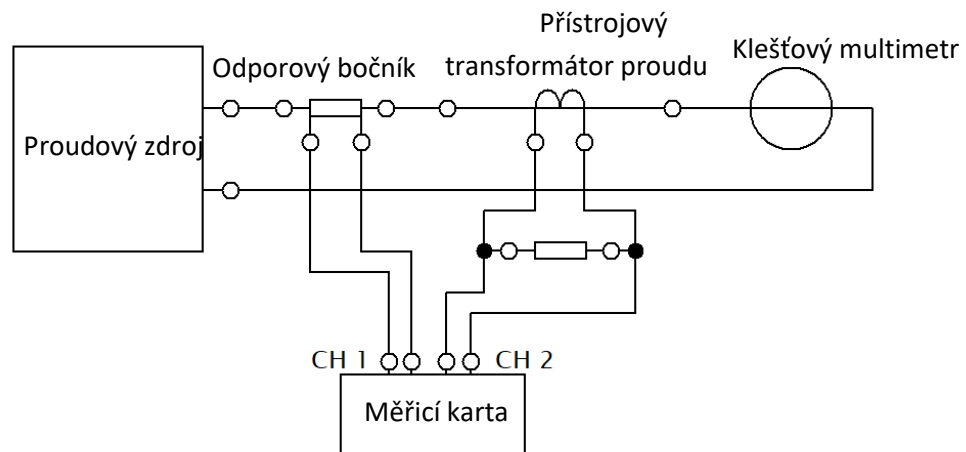 Přístrojový
transformátor proudu
Klešťový multimetr
Odporový bočník
Proudový zdroj
CH 1
CH 2
Měřicí karta